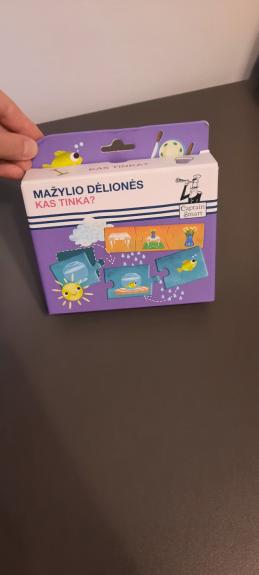 KAS TINKA?
MAŽYLIO DĖLIONĖS
KAS TINKA?
Captain
Smart